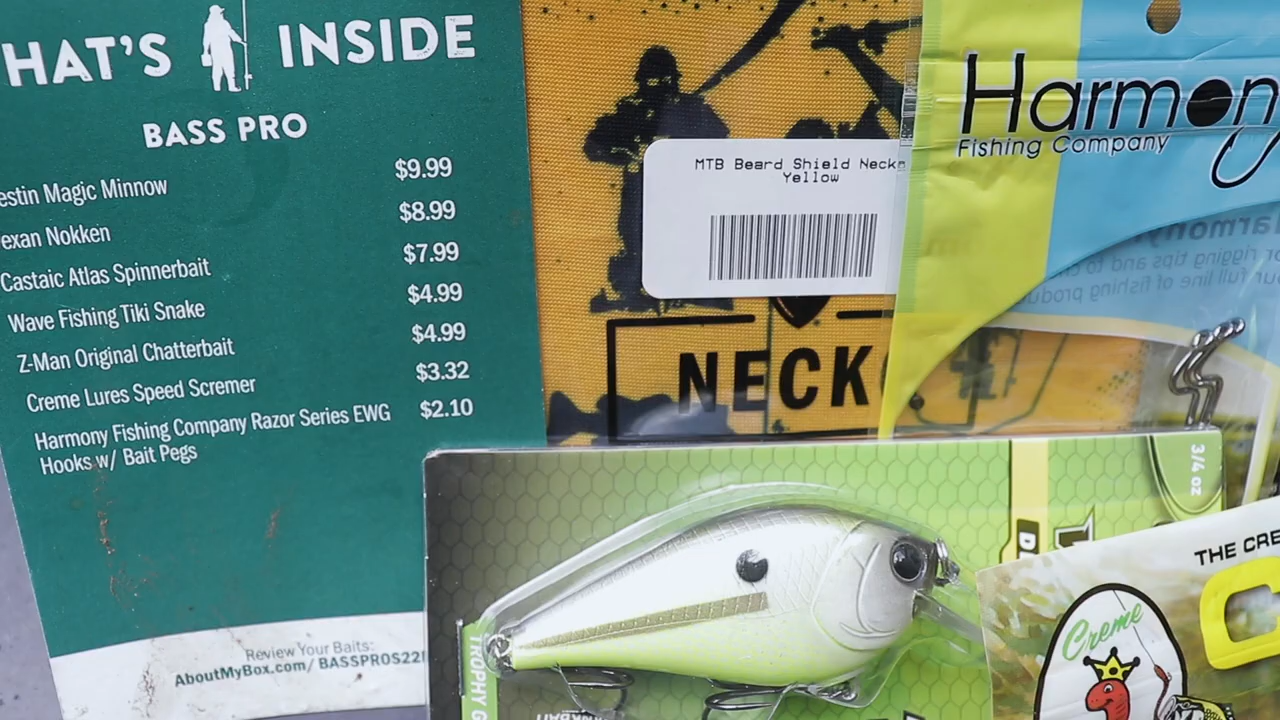 HAT'S INSIDE
BASS PRO
estin Magic Minnow $9.99
exan Nokken $8.99
Castaic Atlas Spinnerbait $7.99
Wave Fishing Tiki Snake $4.99
Z-Man Original Chatterbait $4.99
Creme Lures Speed Scremer $3.32
Harmony Fishing Company Razor Series EWG $2.10
Hooks w/ Bait Pegs
Review Your Baits:
AboutMyBox.com/ BASSPROS22
MTB Beard Shield Neck
Yellow
NECK
Harmon
Fishing Company
3/4 oz
TROPHY
THE CRE
Creme